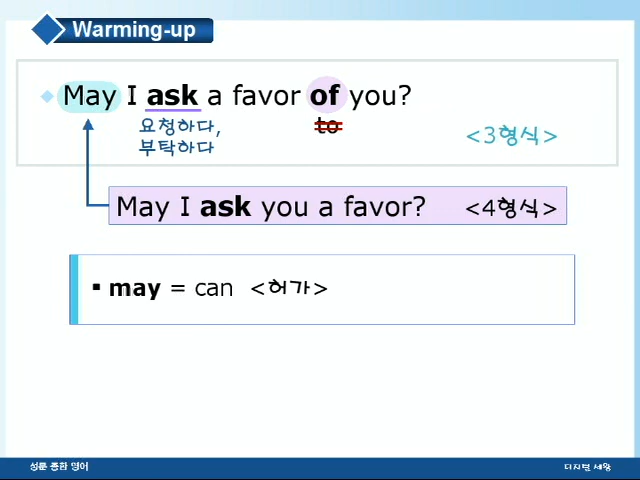 Warming-up
May I ask a favor of you?
요청하다,
부탁하다
to
<3형식>
May I ask you a favor? <4형식>
▪ may = can <허가>
성문 종합 영어
디지털 세왕